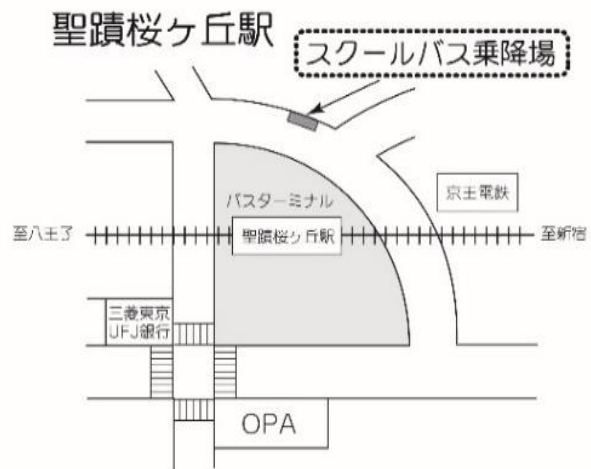 聖蹟桜ヶ丘駅
スクールバス乗降場
バスターミナル
京王電鉄
至八王子
聖蹟桜ヶ丘駅
至新宿
三菱東京
UFJ銀行
OPA